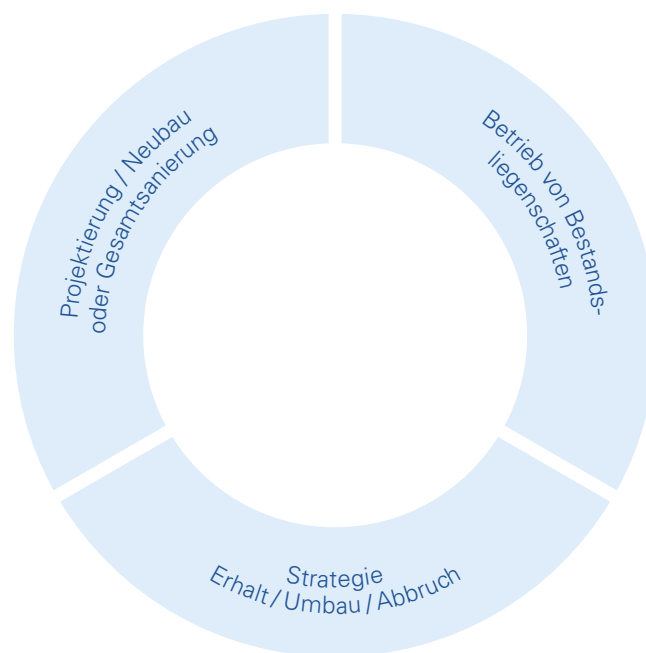 Projektierung / Neubau
oder Gesamtsanierung
Betrieb von Bestands-
liegenschaften
Strategie
Erhalt / Umbau / Abbruch